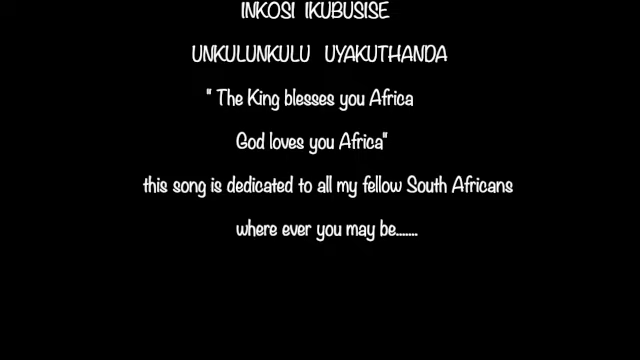 INKOSI IKUBUSISE
UNKULUNKULU UYAKUTHANDA
" The King blesses you Africa
God loves you Africa"
this song is dedicated to all my fellow South Africans
where ever you may be.......